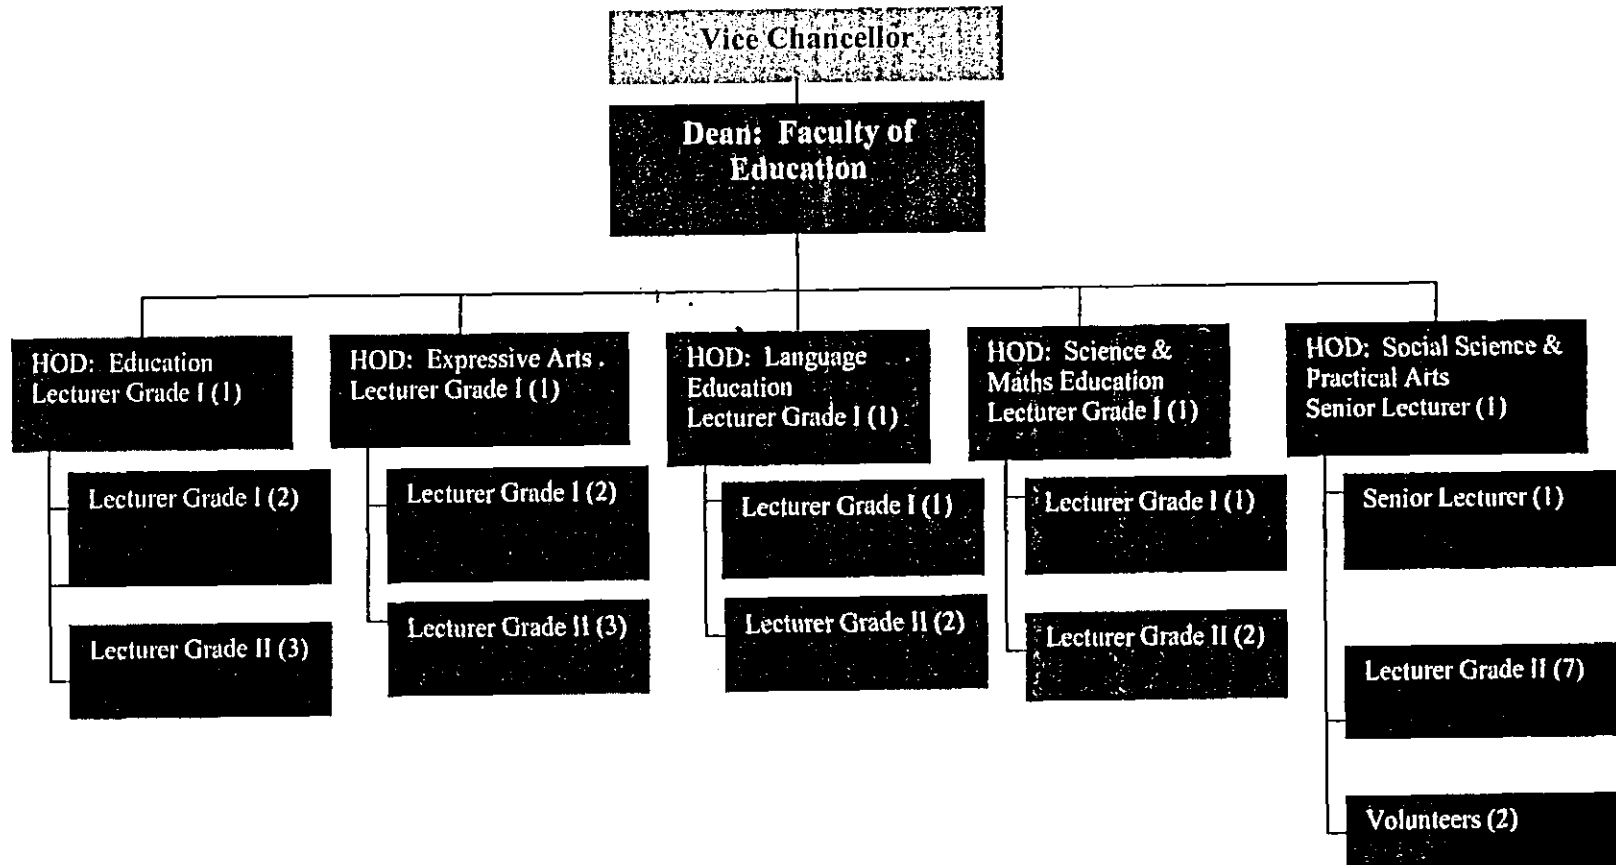 Vice Chancellor
Dean: Faculty of
Education
HOD: Education
Lecturer Grade I (1)
Lecturer Grade I (2)
Lecturer Grade II (3)
HOD: Expressive Arts
Lecturer Grade I (1)
Lecturer Grade I (2)
Lecturer Grade II (3)
HOD: Language
Education
Lecturer Grade I (1)
Lecturer Grade I (1)
Lecturer Grade II (2)
HOD: Science &
Maths Education
Lecturer Grade I (1)
Lecturer Grade I (1)
Lecturer Grade II (2)
HOD: Social Science &
Practical Arts
Senior Lecturer (1)
Senior Lecturer (1)
Lecturer Grade II (7)
Volunteers (2)